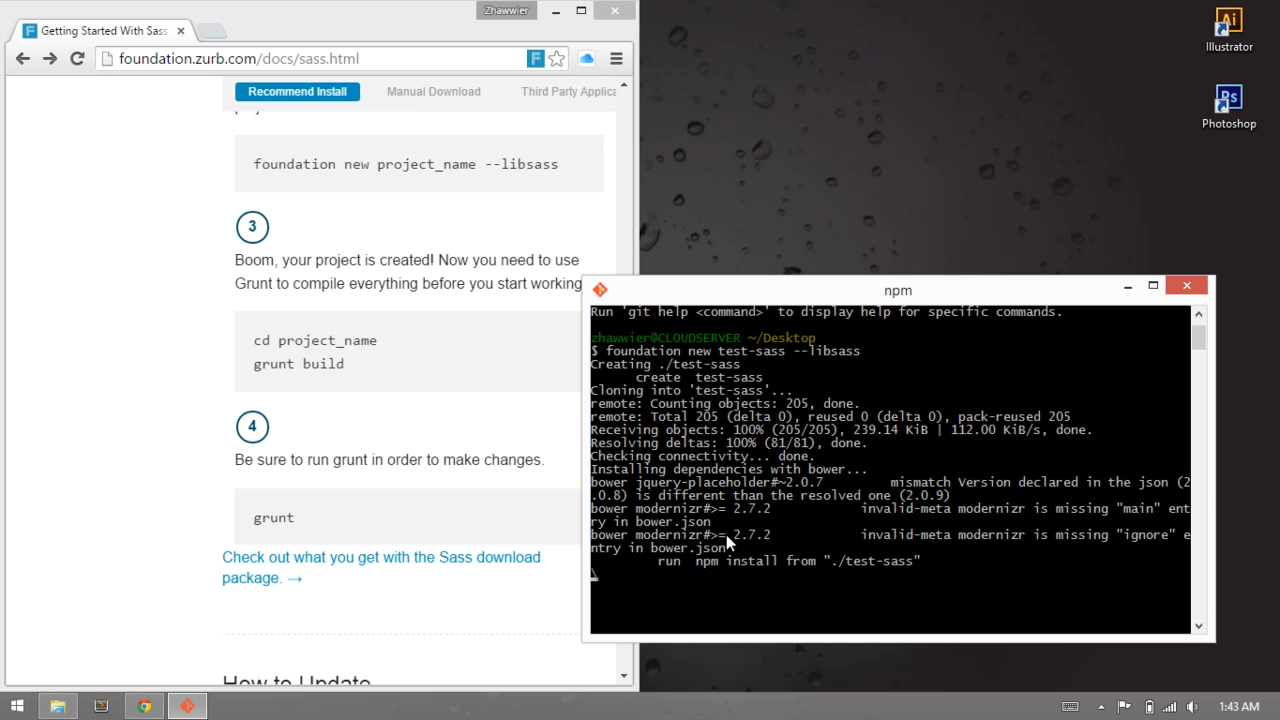 Zhawwier
Getting Started With Sass
foundation.zurb.com/docs/sass.html
Recommend Install
Manual Download
Third Party Applica
foundation new project_name --libsass
3
Boom, your project is created! Now you need to use
Grunt to compile everything before you start working
cd project_name
grunt build
4
Be sure to run grunt in order to make changes.
grunt
Check out what you get with the Sass download
package. →
How to Update
Ai
Illustrator
Ps
Photoshop
npm
Run 'git help <command>' to display help for specific commands.
zhawwier@CLOUDSERVER ~/Desktop
$ foundation new test-sass --libsass
Creating ./test-sass
create test-sass
Cloning into 'test-sass'...
remote: Counting objects: 205, done.
remote: Total 205 (delta 0), reused 0 (delta 0), pack-reused 205
Receiving objects: 100% (205/205), 239.14 KiB | 112.00 KiB/s, done.
Resolving deltas: 100% (81/81), done.
Checking connectivity... done.
Installing dependencies with bower...
bower jquery-placeholder#~2.0.7 mismatch Version declared in the json (2
.0.8) is different than the resolved one (2.0.9)
bower modernizr#>= 2.7.2 invalid-meta modernizr is missing "main" ent
ry in bower.json
bower modernizr#>= 2.7.2 invalid-meta modernizr is missing "ignore" e
ntry in bower.json
run npm install from "./test-sass"
\
1:43 AM